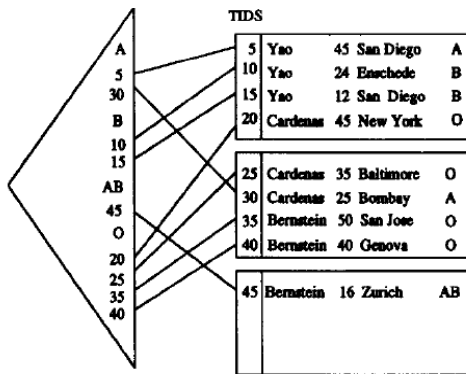 TIDS
A
5
30
B
10
15
AB
45
O
20
25
35
40
5 Yao 45 San Diego A
10 Yao 24 Enschede B
15 Yao 12 San Diego B
20 Cardenas 45 New York O
25 Cardenas 35 Baltimore O
30 Cardenas 25 Bombay A
35 Bernstein 50 San Jose O
40 Bernstein 40 Genova O
45 Bernstein 16 Zurich AB